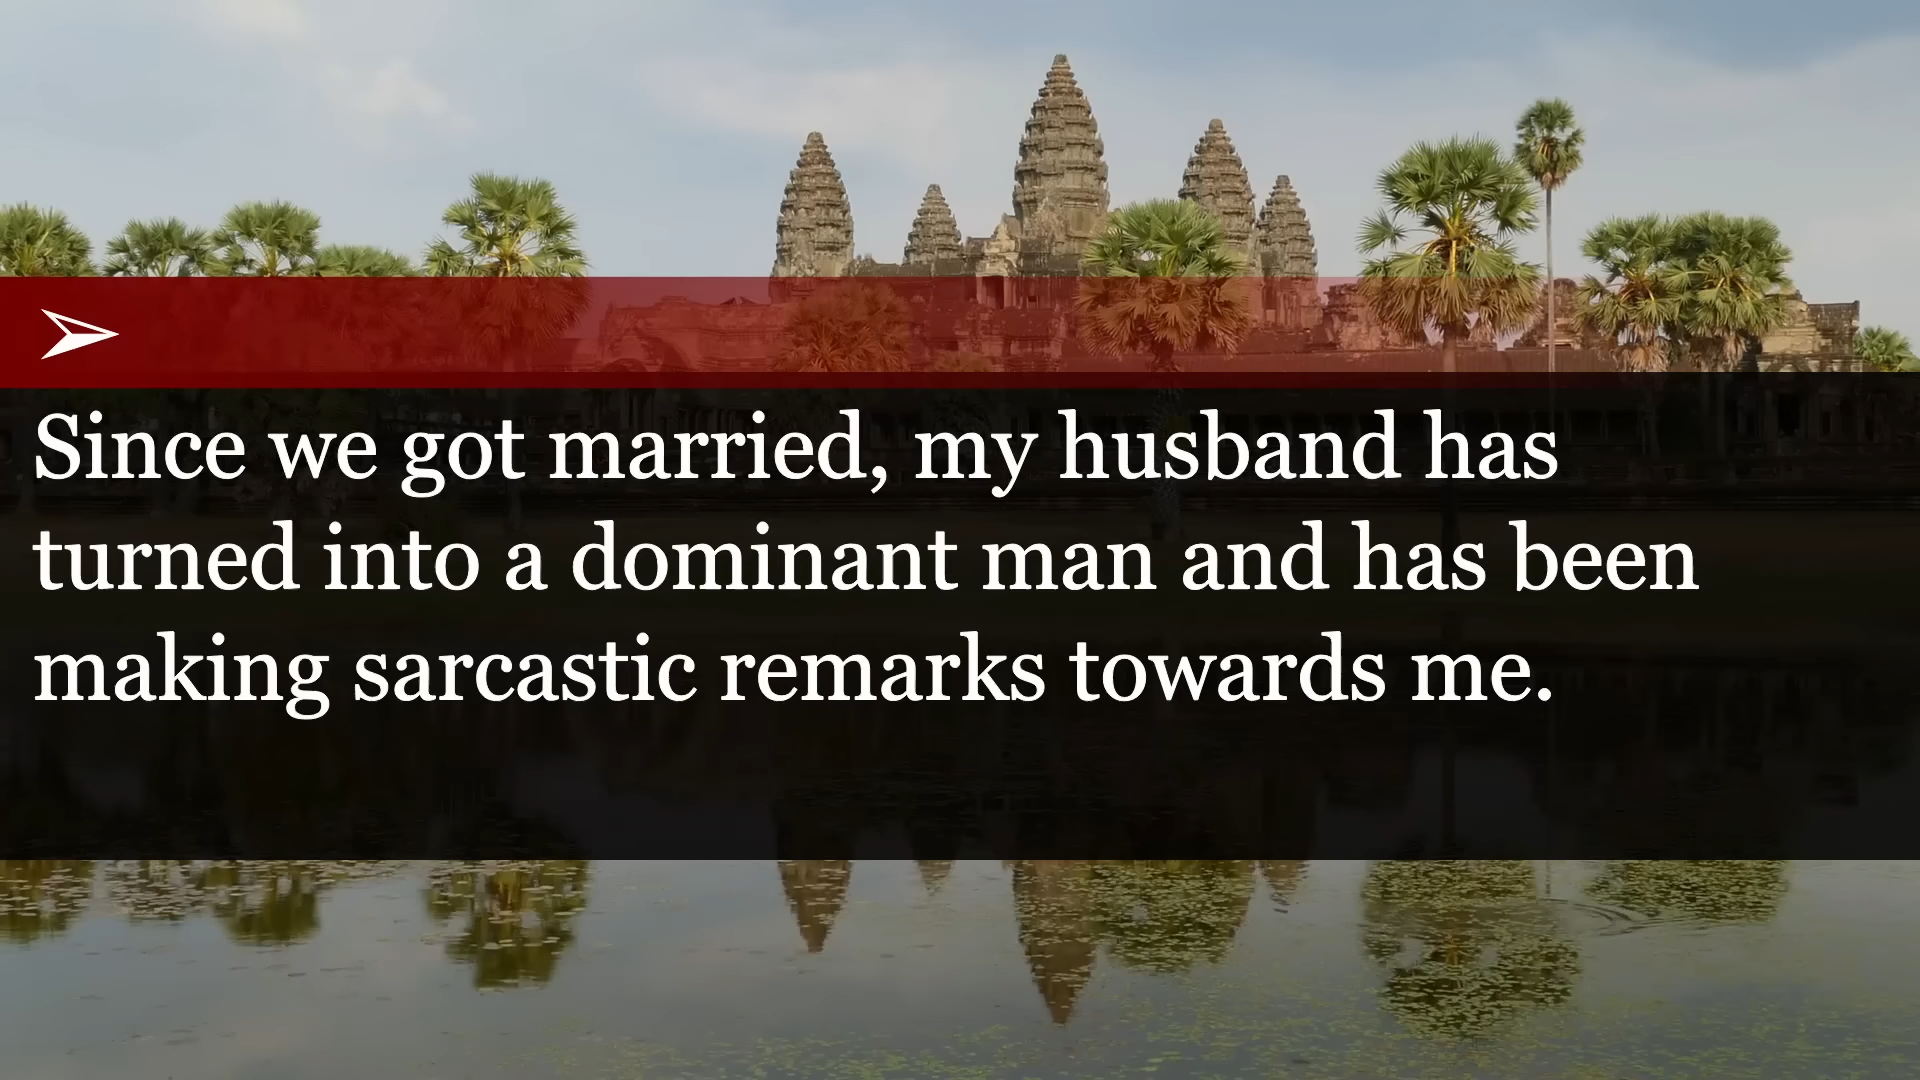 Since we got married, my husband has
turned into a dominant man and has been
making sarcastic remarks towards me.